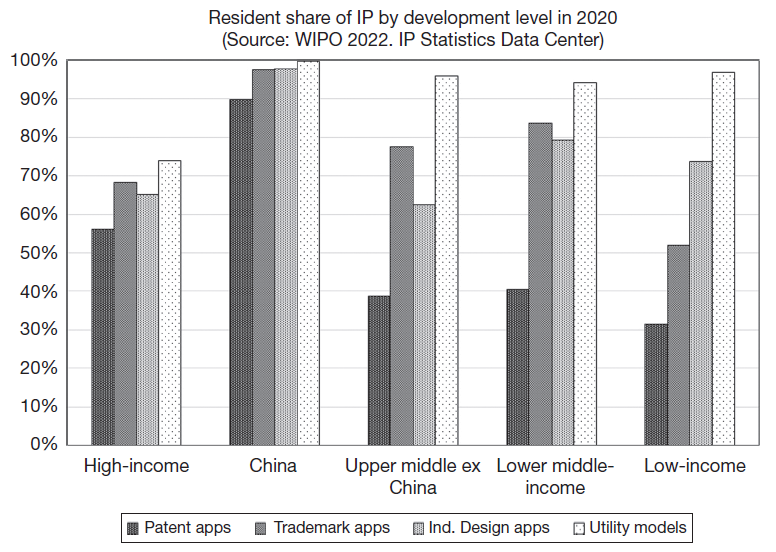 Resident share of IP by development level in 2020
(Source: WIPO 2022. IP Statistics Data Center)
100%
90%
80%
70%
60%
50%
40%
30%
20%
10%
0%
High-income
China
Upper middle ex
China
Lower middle-
income
Low-income
Patent apps
Trademark apps
Ind. Design apps
Utility models